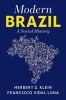 Modern
BRAZIL
A Social History
HERBERT S. KLEIN
FRANCISCO VIDAL LUNA